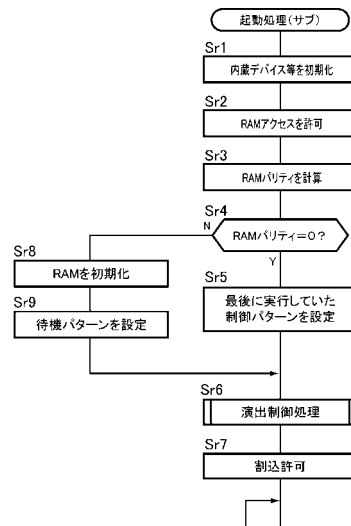 起動処理(サブ)
Sr1
内蔵デバイス等を初期化
Sr2
RAMアクセスを許可
Sr3
RAMパリティを計算
Sr4
RAMパリティ=0?
N
Y
Sr8
RAMを初期化
Sr9
待機パターンを設定
Sr5
最後に実行していた
制御パターンを設定
Sr6
演出制御処理
Sr7
割込許可